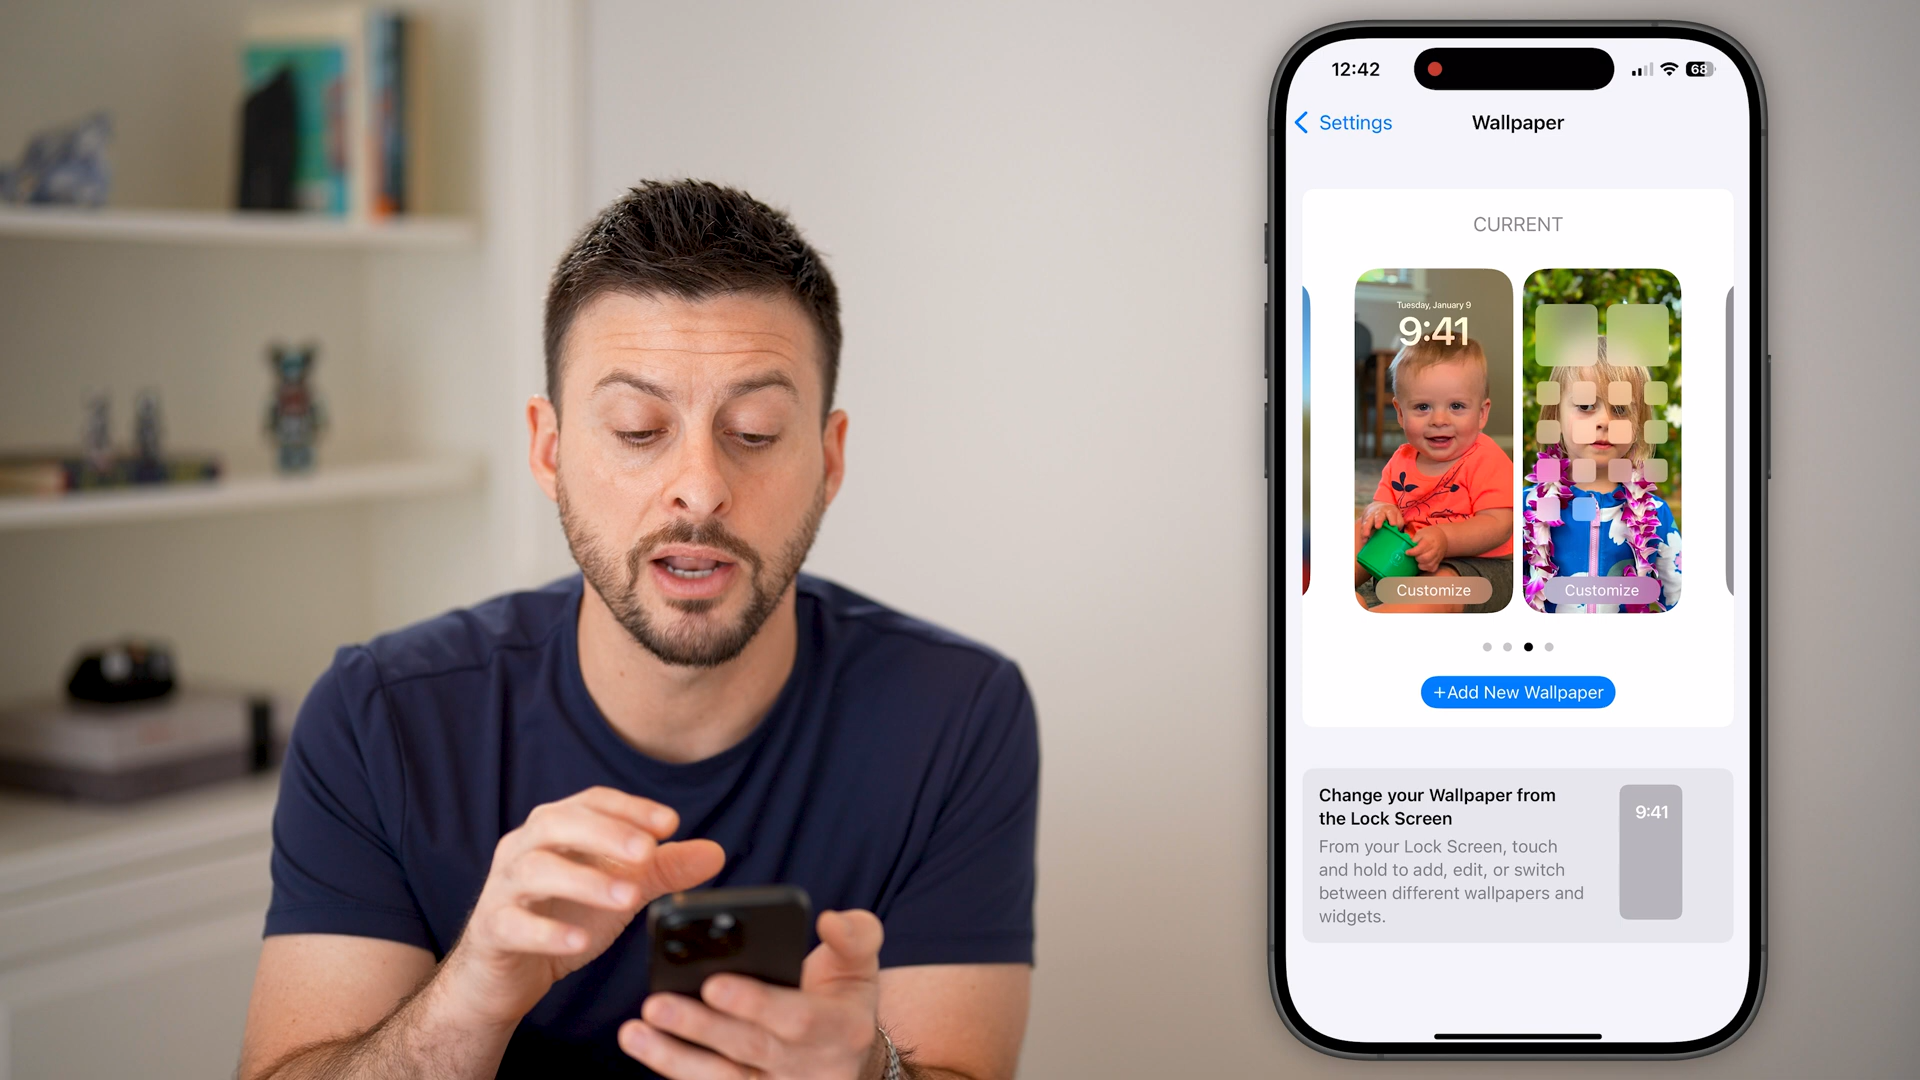 12:42
68
Settings
Wallpaper
CURRENT
Tuesday, January 9
9:41
Customize
Customize
+Add New Wallpaper
Change your Wallpaper from
the Lock Screen
From your Lock Screen, touch
and hold to add, edit, or switch
between different wallpapers and
widgets.
9:41